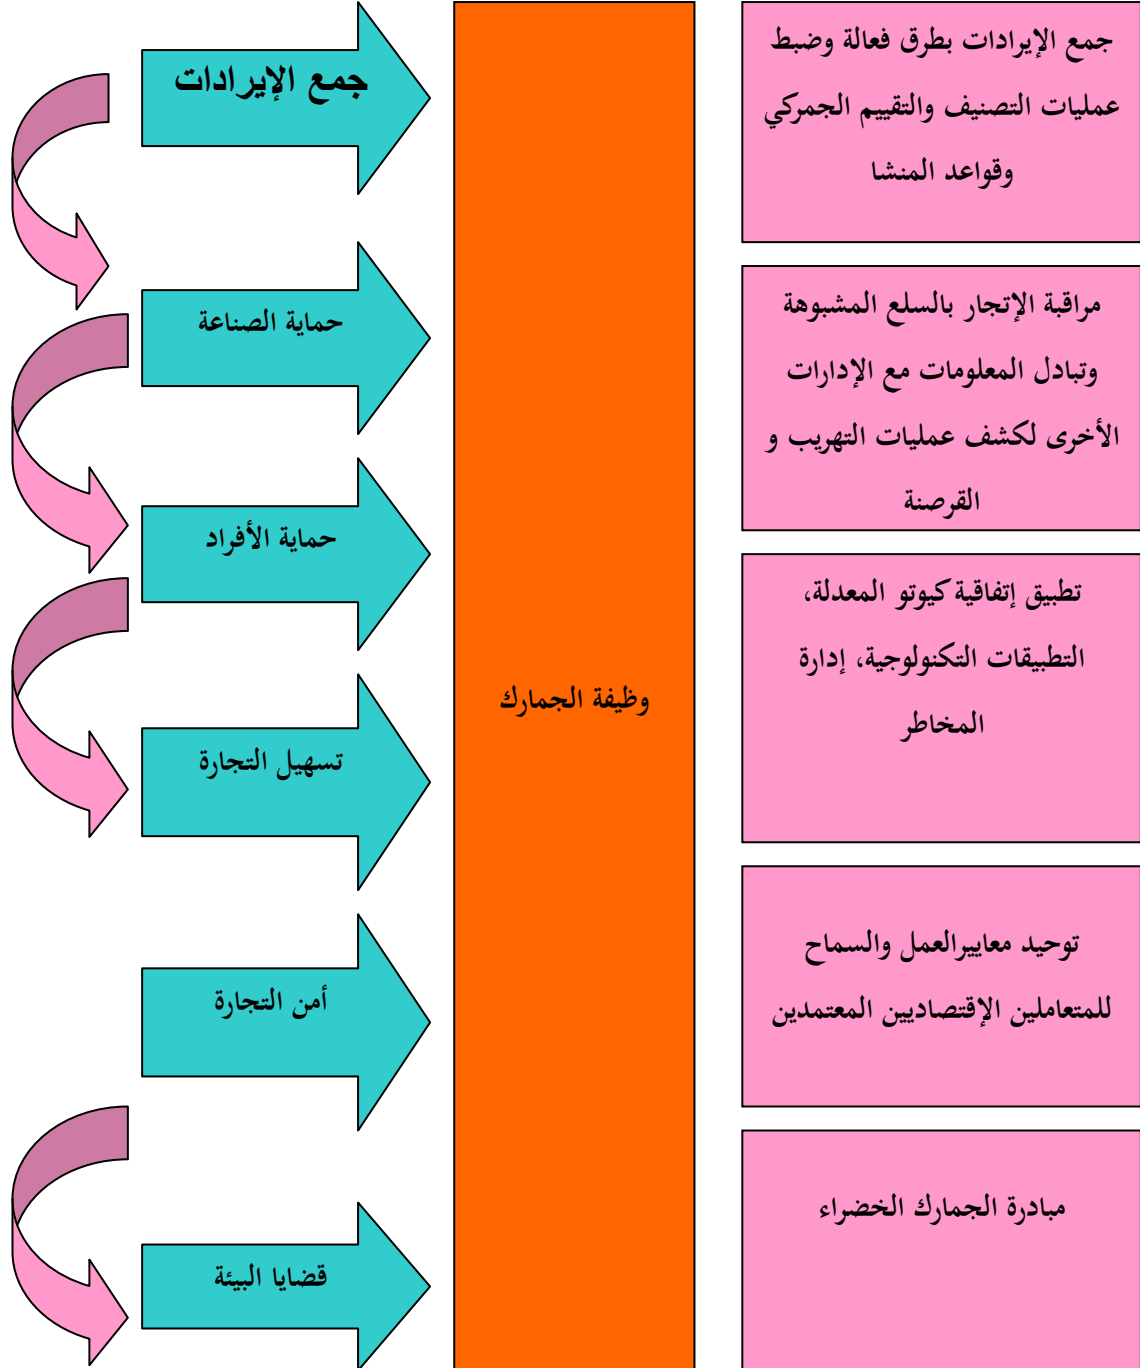 جمع الإيرادات
حماية الصناعة
حماية الأفراد
تسهيل التجارة
أمن التجارة
قضايا البيئة
وظيفة الجمارك
جمع الإيرادات بطرق فعالة وضبط
عمليات التصنيف والتقييم الجمركي
وقواعد المنشا
مراقبة الإتجار بالسلع المشبوهة
وتبادل المعلومات مع الإدارات
الأخرى لكشف عمليات التهريب و
القرصنة
تطبيق إتفاقية كيوتو المعدلة،
التطبيقات التكنولوجية، إدارة
المخاطر
توحيد معاييرالعمل والسماح
للمتعاملين الإقتصاديين المعتمدين
مبادرة الجمارك الخضراء